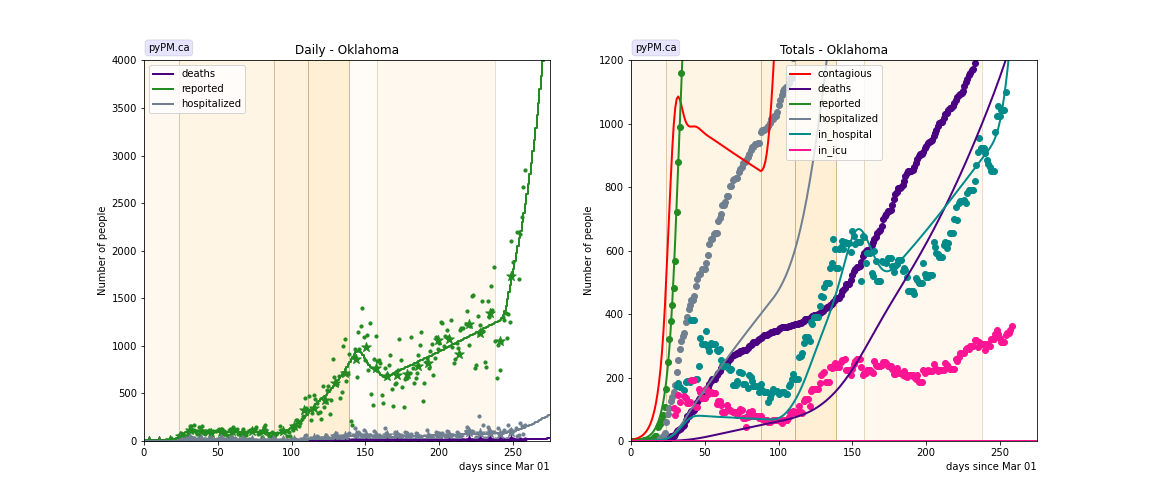 pyPM.ca
Daily - Oklahoma
deaths
reported
hospitalized
Number of people
4000
3500
3000
2500
2000
1500
1000
500
0
0
50
100
150
200
250
days since Mar 01
pyPM.ca
Totals - Oklahoma
contagious
deaths
reported
hospitalized
in_hospital
in_icu
Number of people
1200
1000
800
600
400
200
0
0
50
100
150
200
250
days since Mar 01